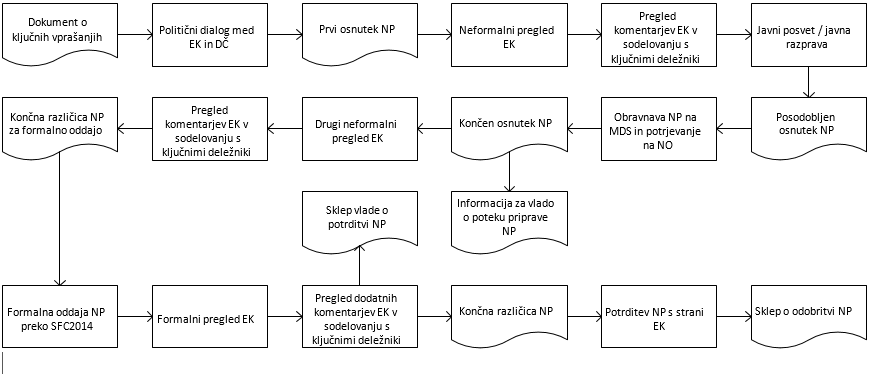 Dokument o
ključnih vprašanjih
Politični dialog med
EK in DČ
Prvi osnutek NP
Neformalni pregled
EK
Pregled
komentarjev EK v
sodelovanju s
ključnimi deležniki
Javni posvet / javna
razprava
Posodobljen
osnutek NP
Obravnava NP na
MDS in potrjevanje
na NO
Končen osnutek NP
Drugi neformalni
pregled EK
Pregled
komentarjev EK v
sodelovanju s
ključnimi deležniki
Končna različica NP
za formalno oddajo
Informacija za vlado
o poteku priprave
NP
Sklep vlade o
potrditvi NP
Formalna oddaja NP
preko SFC2014
Formalni pregled EK
Pregled dodatnih
komentarjev EK v
sodelovanju s
ključnimi deležniki
Končna različica NP
Potrditev NP s strani
EK
Sklep o odobritvi NP